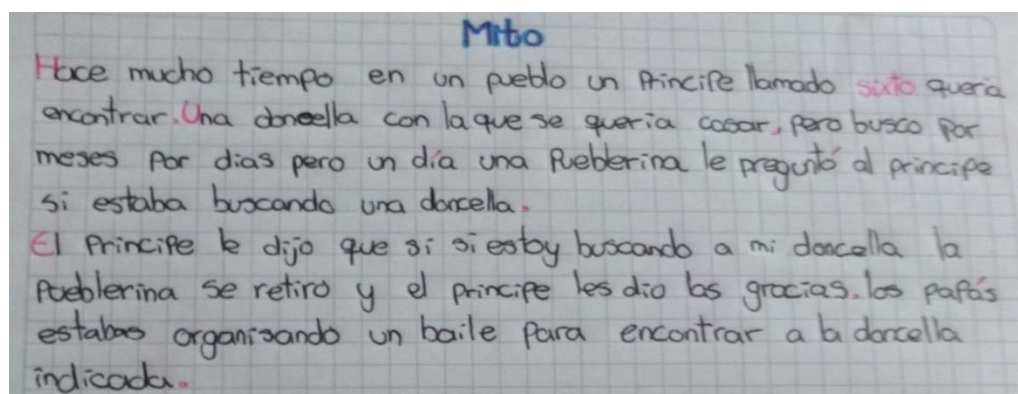 Mito
Hace mucho tiempo en un pueblo un Principe llamado sixto queria
encontrar. Una doncella con la que se queria casar, pero busco por
meses por dias pero un día una Pueblerina le preguntó al principe
si estaba buscando una doncella.
El Principe le dijo que si si estoy buscando a mi doncella la
Pueblerina se retiro y el principe les dio las gracias. los papás
estabas organisando un baile para encontrar a la doncella
indicada.